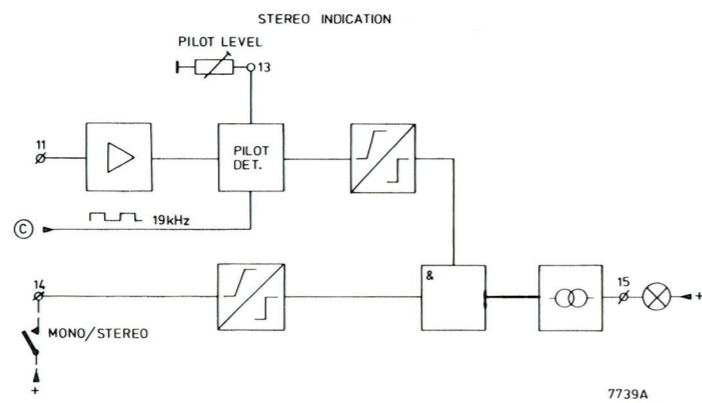 STEREO INDICATION
PILOT LEVEL
13
11
PILOT
DET.
C
19kHz
14
&
15
+
MONO/STEREO
+
7739A